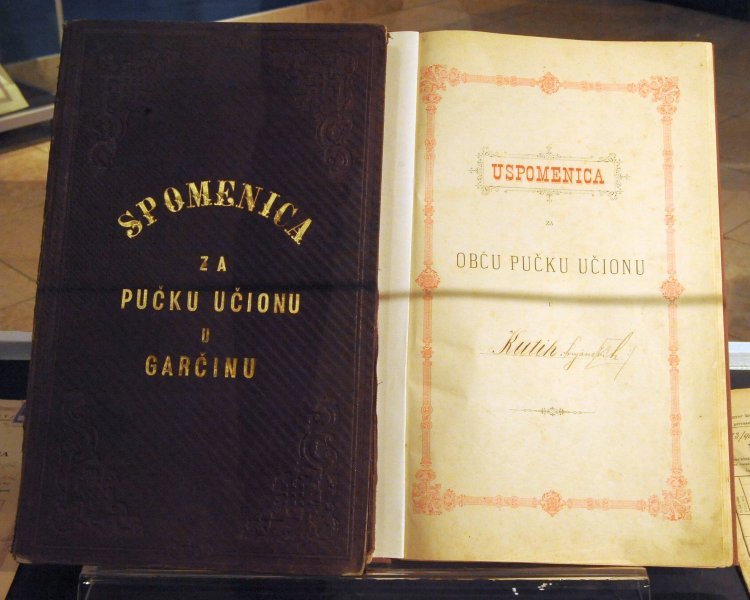 SPOMENICA
ZA
PUČKU UČIONU
U
GARČINU
USPOMENICA
ZA
OBĆU PUČKU UČIONU
Kutih